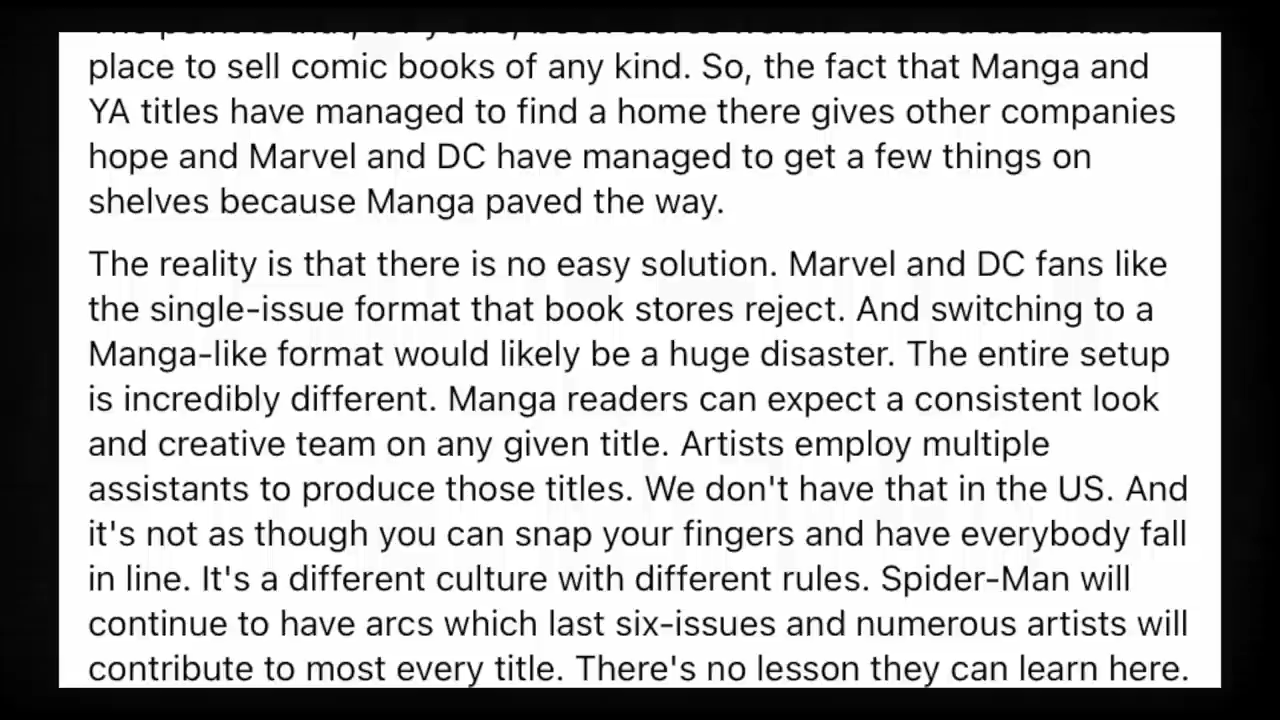 place to sell comic books of any kind. So, the fact that Manga and
YA titles have managed to find a home there gives other companies
hope and Marvel and DC have managed to get a few things on
shelves because Manga paved the way.
The reality is that there is no easy solution. Marvel and DC fans like
the single-issue format that book stores reject. And switching to a
Manga-like format would likely be a huge disaster. The entire setup
is incredibly different. Manga readers can expect a consistent look
and creative team on any given title. Artists employ multiple
assistants to produce those titles. We don't have that in the US. And
it's not as though you can snap your fingers and have everybody fall
in line. It's a different culture with different rules. Spider-Man will
continue to have arcs which last six-issues and numerous artists will
contribute to most every title. There's no lesson they can learn here.